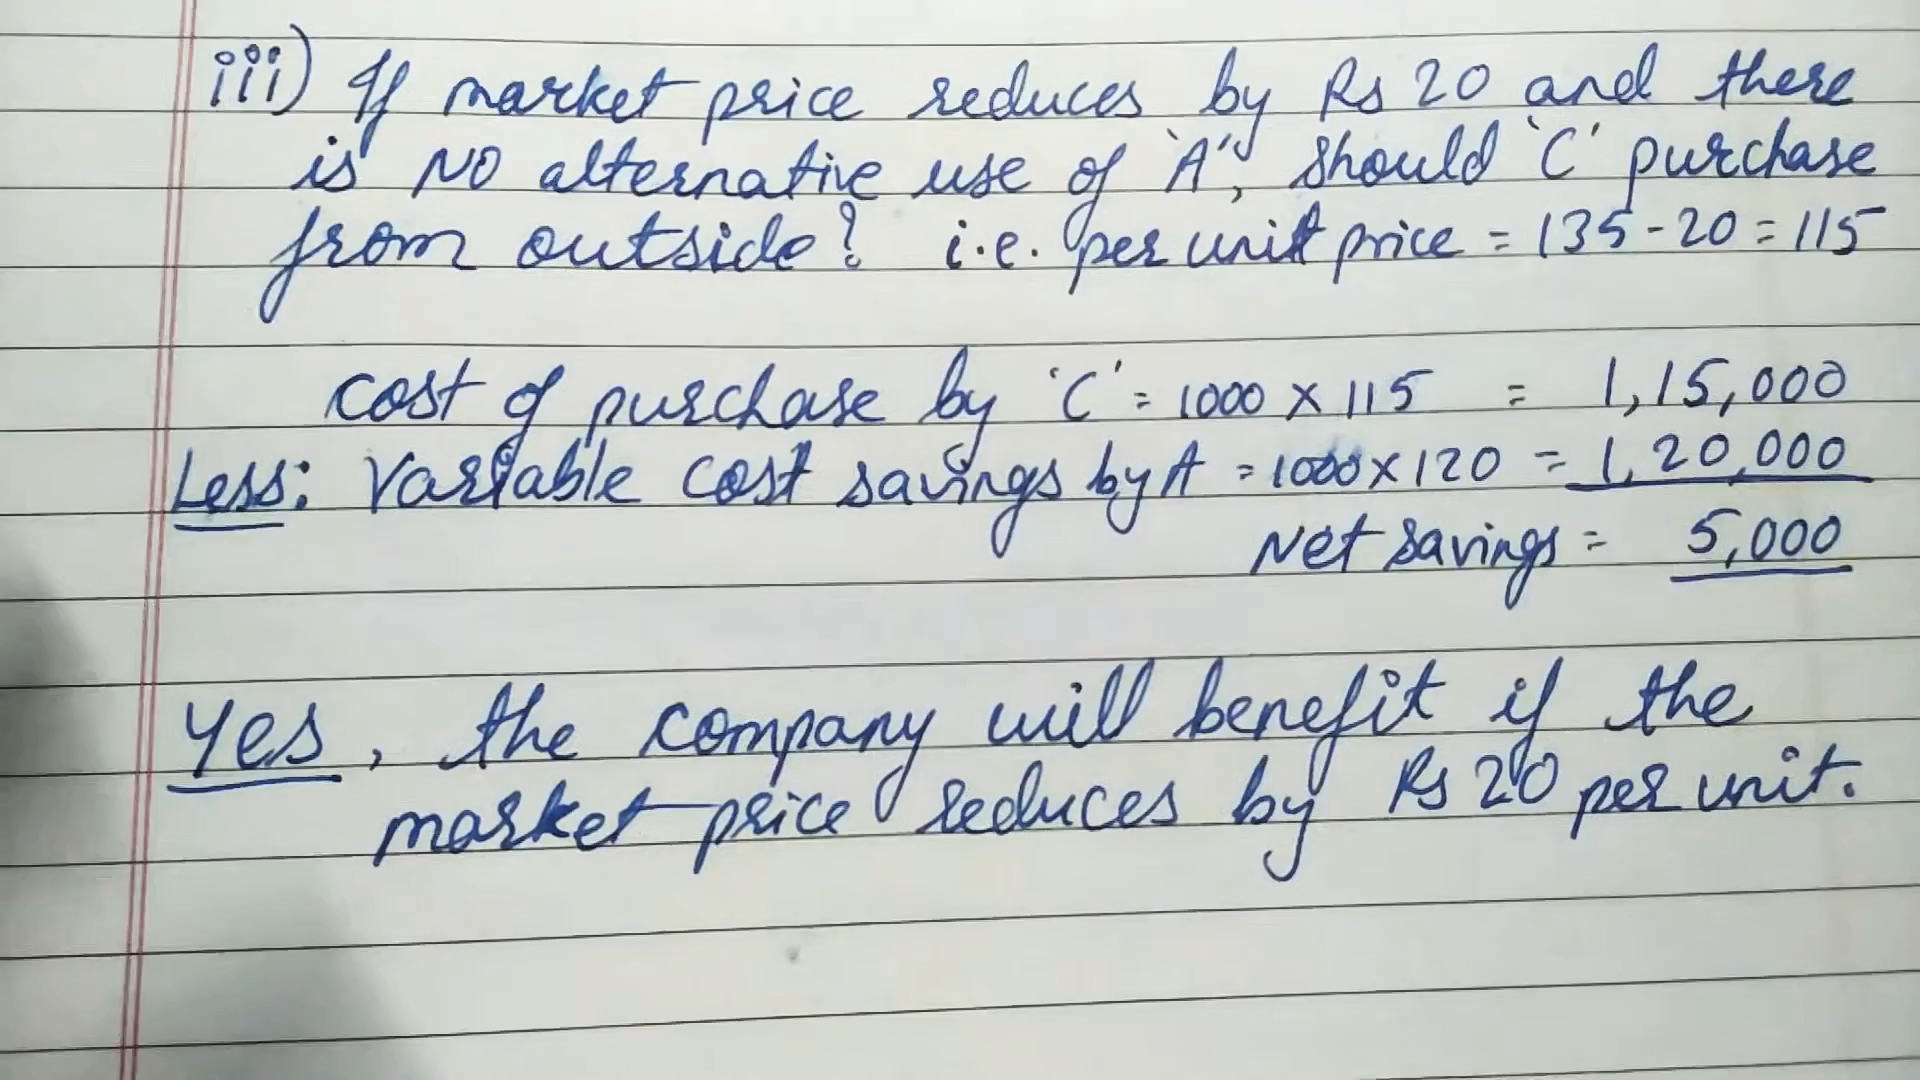 iii) If market price reduces by Rs 20 and there
is NO alternative use of 'A', should 'C' purchase
from outside? i.e. per unit price = 135-20=115
Cost of purchase by 'C' = 1000 x 115 = 1,15,000
Less: Variable cost savings by A = 1000x120 = 1,20,000
Net savings = 5,000
Yes, the company will benefit if the
market price reduces by Rs 20 per unit.